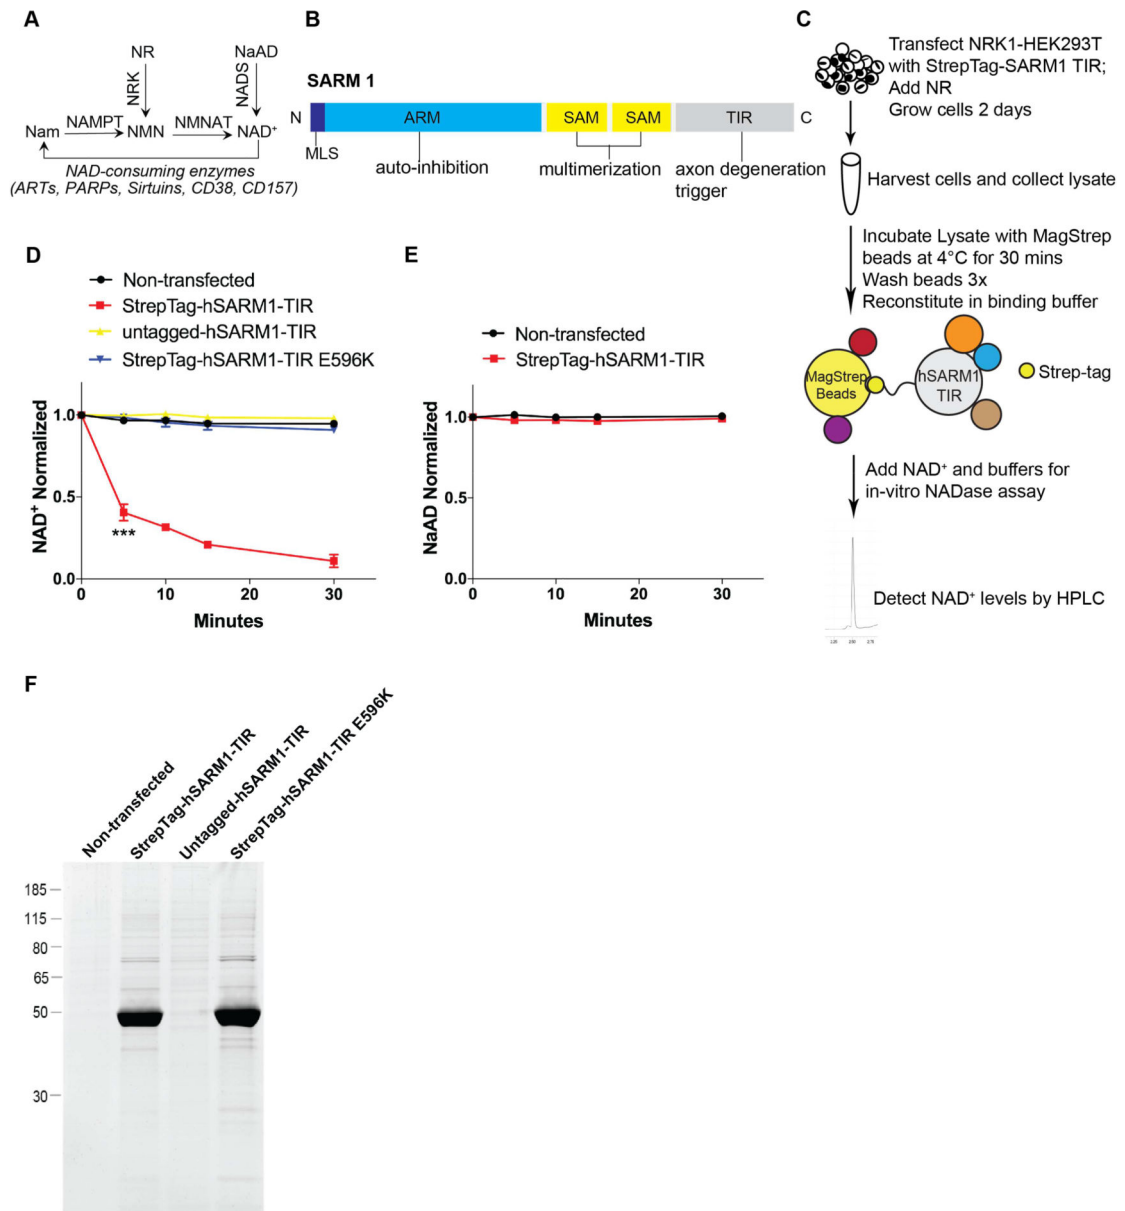 A
NR
NaAD
NRK
NADS
NAMPT
NMNAT
Nam
NMN
NAD⁺
NAD-consuming enzymes
(ARTs, PARPs, Sirtuins, CD38, CD157)
B
SARM 1
N
ARM
SAM
SAM
TIR
C
MLS
auto-inhibition
multimerization
axon degeneration
trigger
C
Transfect NRK1-HEK293T
with StrepTag-SARM1 TIR;
Add NR
Grow cells 2 days
Harvest cells and collect lysate
Incubate Lysate with MagStrep
beads at 4°C for 30 mins
Wash beads 3x
Reconstitute in binding buffer
MagStrep
Beads
hSARM1
TIR
Strep-tag
Add NAD⁺ and buffers for
in-vitro NADase assay
Detect NAD⁺ levels by HPLC
D
Non-transfected
StrepTag-hSARM1-TIR
untagged-hSARM1-TIR
StrepTag-hSARM1-TIR E596K
NAD⁺ Normalized
1.0
0.5
0.0
***
0 10 20 30
Minutes
E
Non-transfected
StrepTag-hSARM1-TIR
NaAD Normalized
1.0
0.5
0.0
0 10 20 30
Minutes
F
Non-transfected
StrepTag-hSARM1-TIR
Untagged-hSARM1-TIR
StrepTag-hSARM1-TIR E596K
185
115
80
65
50
30